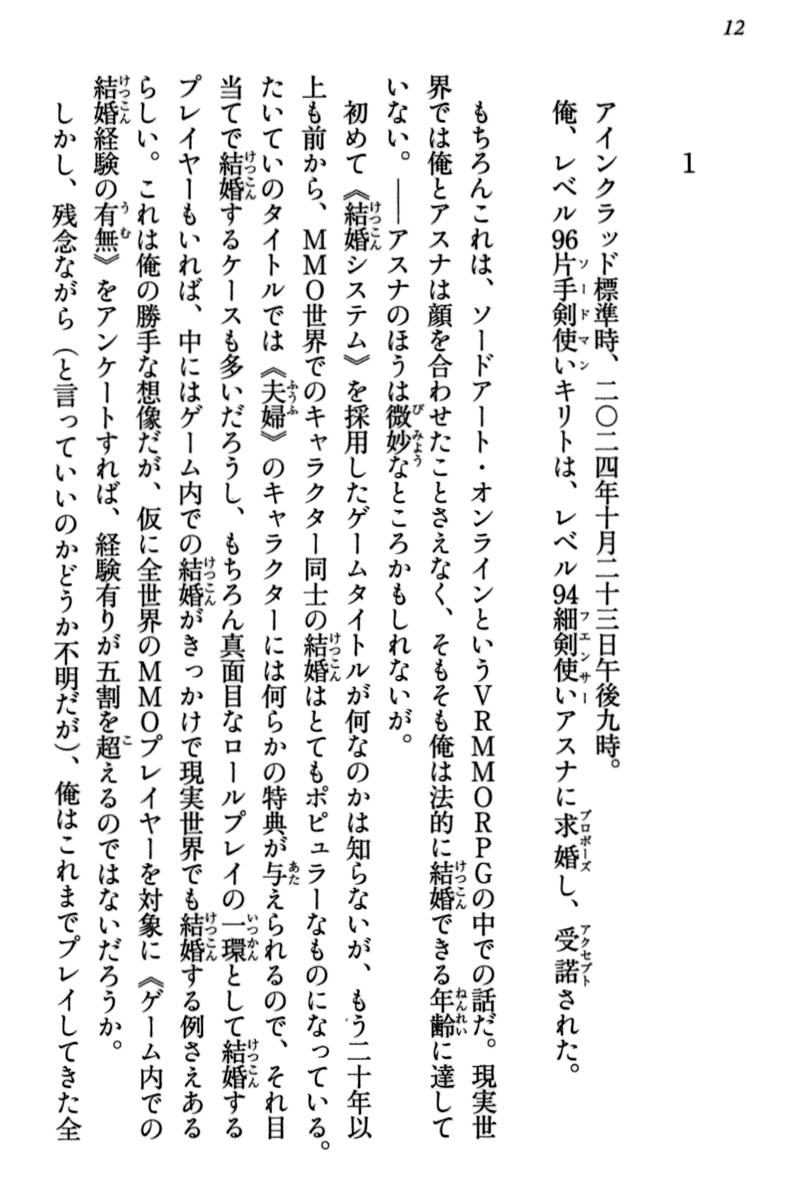 12
1
アインクラッド標準時、二〇二四年十月二十三日午後九時。
俺、レベル96片手剣使いキリトは、レベル94細剣使いアスナに求婚し、受諾された。
もちろんこれは、ソードアート・オンラインというVRMMORPGの中での話だ。現実世
界では俺とアスナは顔を合わせたことさえなく、そもそも俺は法的に結婚できる年齢に達して
いない。――アスナのほうは微妙なところかもしれないが。
初めて《結婚システム》を採用したゲームタイトルが何なのかは知らないが、もう二十年以
上も前から、MMO世界でのキャラクター同士の結婚はとてもポピュラーなものになっている。
たいていのタイトルでは《夫婦》のキャラクターには何らかの特典が与えられるので、それ目
当てで結婚するケースも多いだろうし、もちろん真面目なロールプレイの一環として結婚する
プレイヤーもいれば、中にはゲーム内での結婚がきっかけで現実世界でも結婚する例さえある
らしい。これは俺の勝手な想像だが、仮に全世界のMMOプレイヤーを対象に《ゲーム内での
結婚経験の有無》をアンケートすれば、経験有りが五割を超えるのではないだろうか。
しかし、残念ながら（と言っていいのかどうか不明だが）、俺はこれまでプレイしてきた全